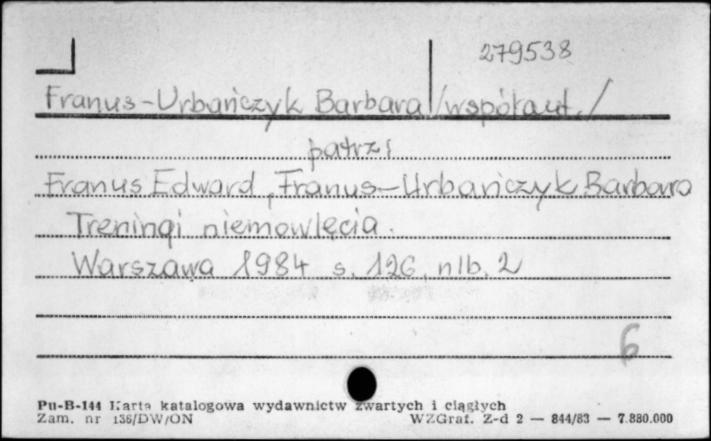 279538
Franus-Urbańczyk Barbara /współaut./
patrz:
Franus Edward, Franus-Urbańczyk Barbara
Treningi niemowlęcia.
Warszawa 1984 s. 126, nlb. 2
6
Pu-B-144 Karta katalogowa wydawnictw zwartych i ciągłych
Zam. nr 136/DW/ON WZGraf. Z-d 2 — 844/83 — 7.880.000